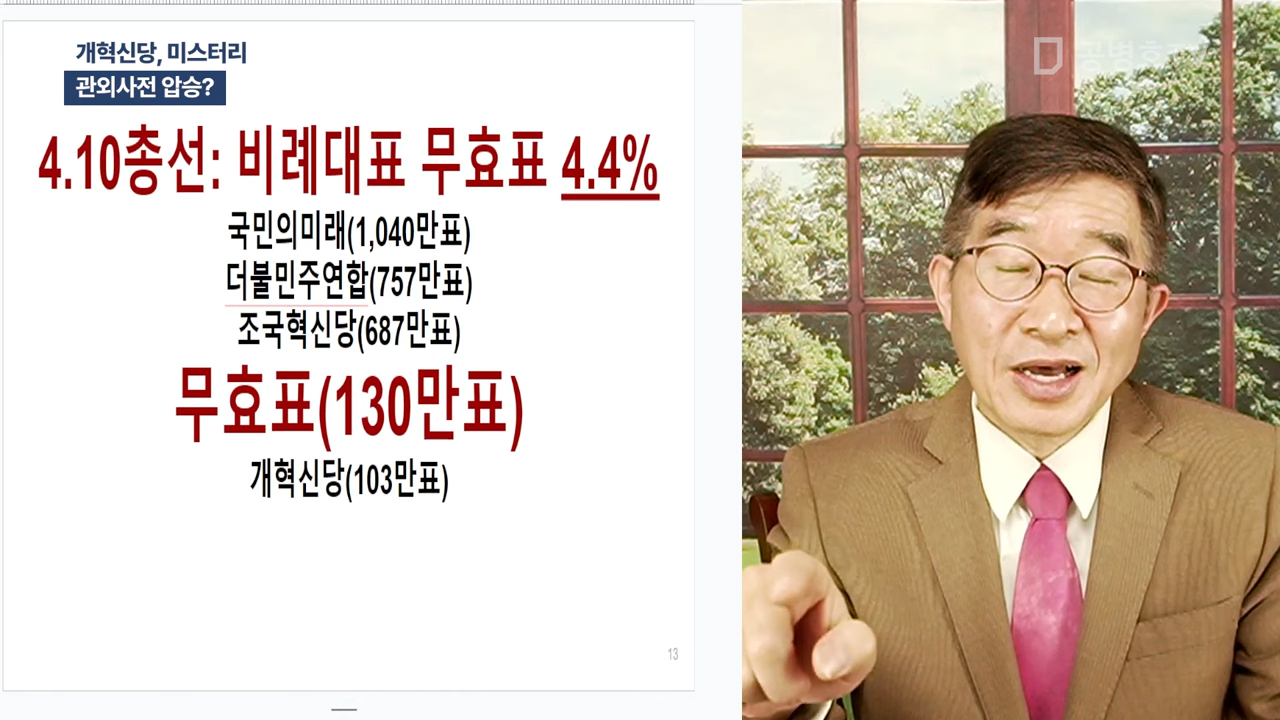 개혁신당, 미스터리
관외사전 압승?
4.10총선: 비례대표 무효표 4.4%
국민의미래(1,040만표)
더불민주연합(757만표)
조국혁신당(687만표)
무효표(130만표)
개혁신당(103만표)
13
공병호